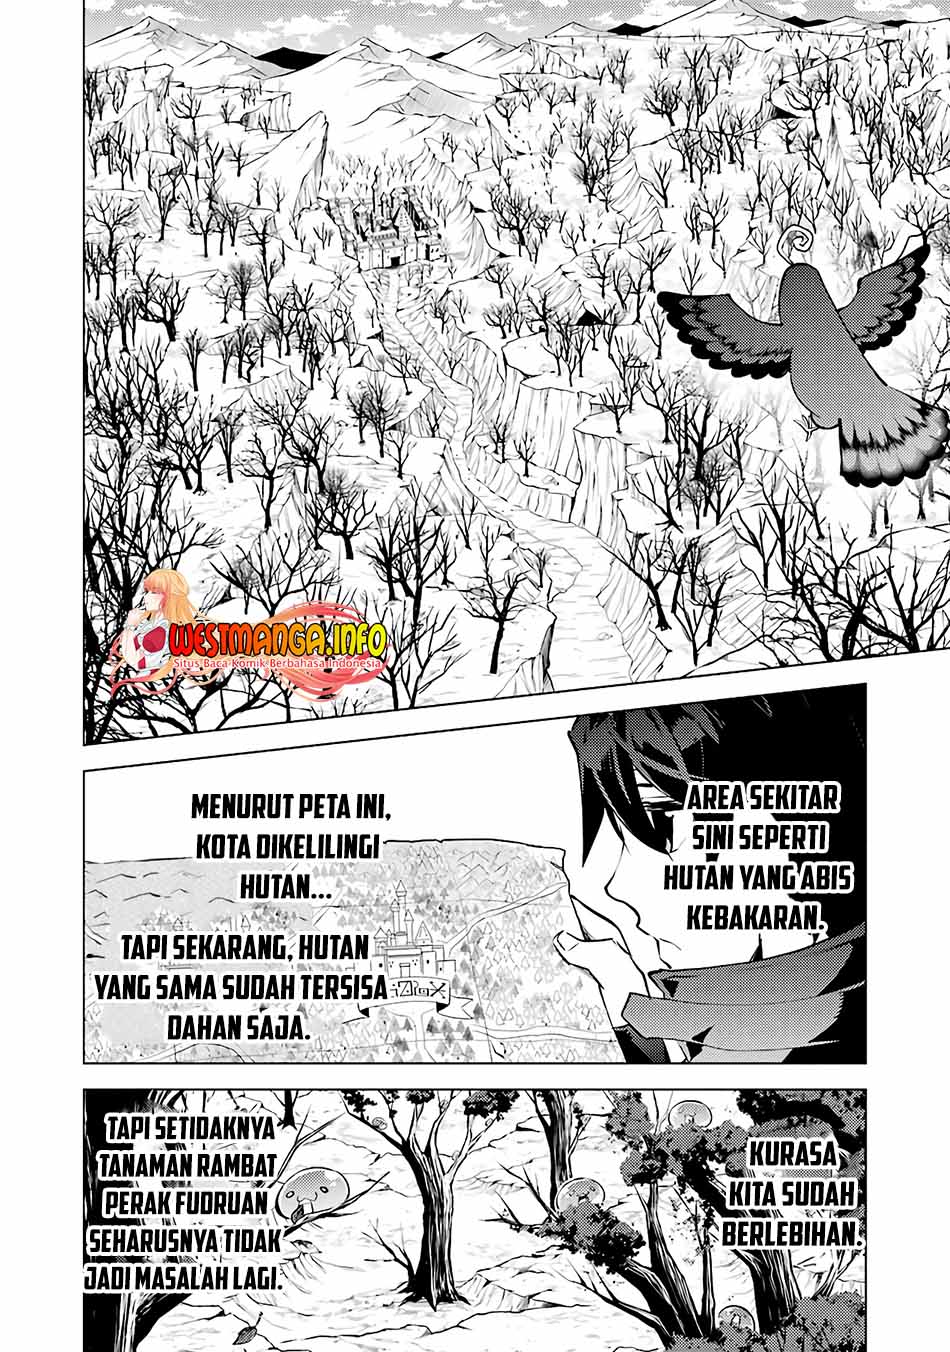 WESTMANGA.INFO
Situs Baca Komik Berbahasa Indonesia
AREA SEKITAR
SINI SEPERTI
HUTAN YANG ABIS
KEBAKARAN.
MENURUT PETA INI,
KOTA DIKELILINGI
HUTAN...
TAPI SEKARANG, HUTAN
YANG SAMA SUDAH TERSISA
DAHAN SAJA.
KURASA
KITA SUDAH
BERLEBIHAN.
TAPI SETIDAKNYA
TANAMAN RAMBAT
PERAK FUDRUAN
SEHARUSNYA TIDAK
JADI MASALAH LAGI.